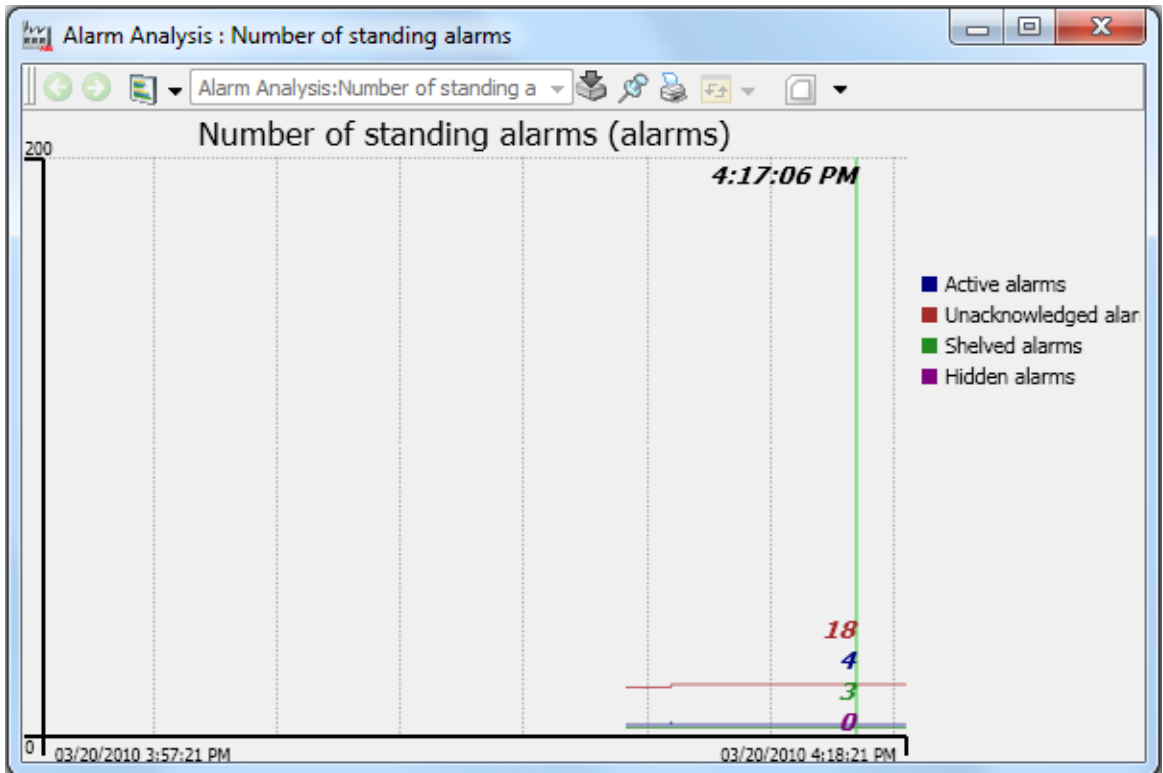 Alarm Analysis : Number of standing alarms
Alarm Analysis:Number of standing a
Number of standing alarms (alarms)
200
4:17:06 PM
Active alarms
Unacknowledged alar
Shelved alarms
Hidden alarms
18
4
3
0
0
03/20/2010 3:57:21 PM
03/20/2010 4:18:21 PM